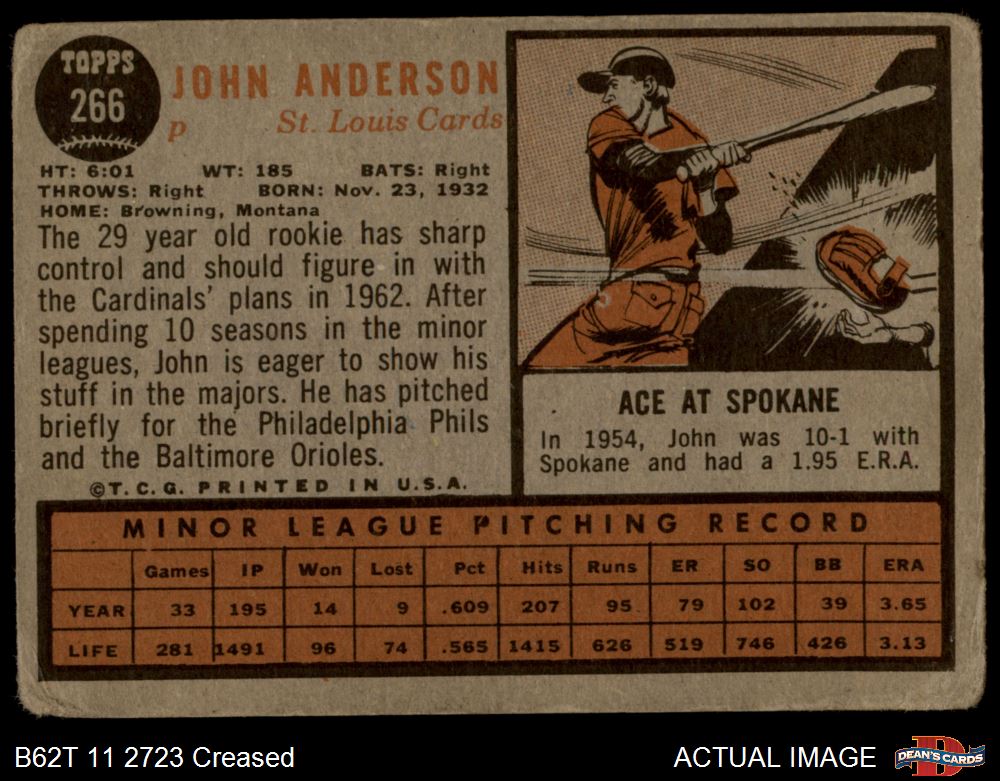 TOPPS
266
JOHN ANDERSON
p St. Louis Cards
HT: 6:01 WT: 185 BATS: Right
THROWS: Right BORN: Nov. 23, 1932
HOME: Browning, Montana
The 29 year old rookie has sharp
control and should figure in with
the Cardinals' plans in 1962. After
spending 10 seasons in the minor
leagues, John is eager to show his
stuff in the majors. He has pitched
briefly for the Philadelphia Phils
and the Baltimore Orioles.
©T.C.G. PRINTED IN U.S.A.
ACE AT SPOKANE
In 1954, John was 10-1 with
Spokane and had a 1.95 E.R.A.
MINOR LEAGUE PITCHING RECORD
Games IP Won Lost Pct Hits Runs ER SO BB ERA
YEAR 33 195 14 9 .609 207 95 79 102 39 3.65
LIFE 281 1491 96 74 .565 1415 626 519 746 426 3.13
B62T 11 2723 Creased
ACTUAL IMAGE
DEAN'S CARDS